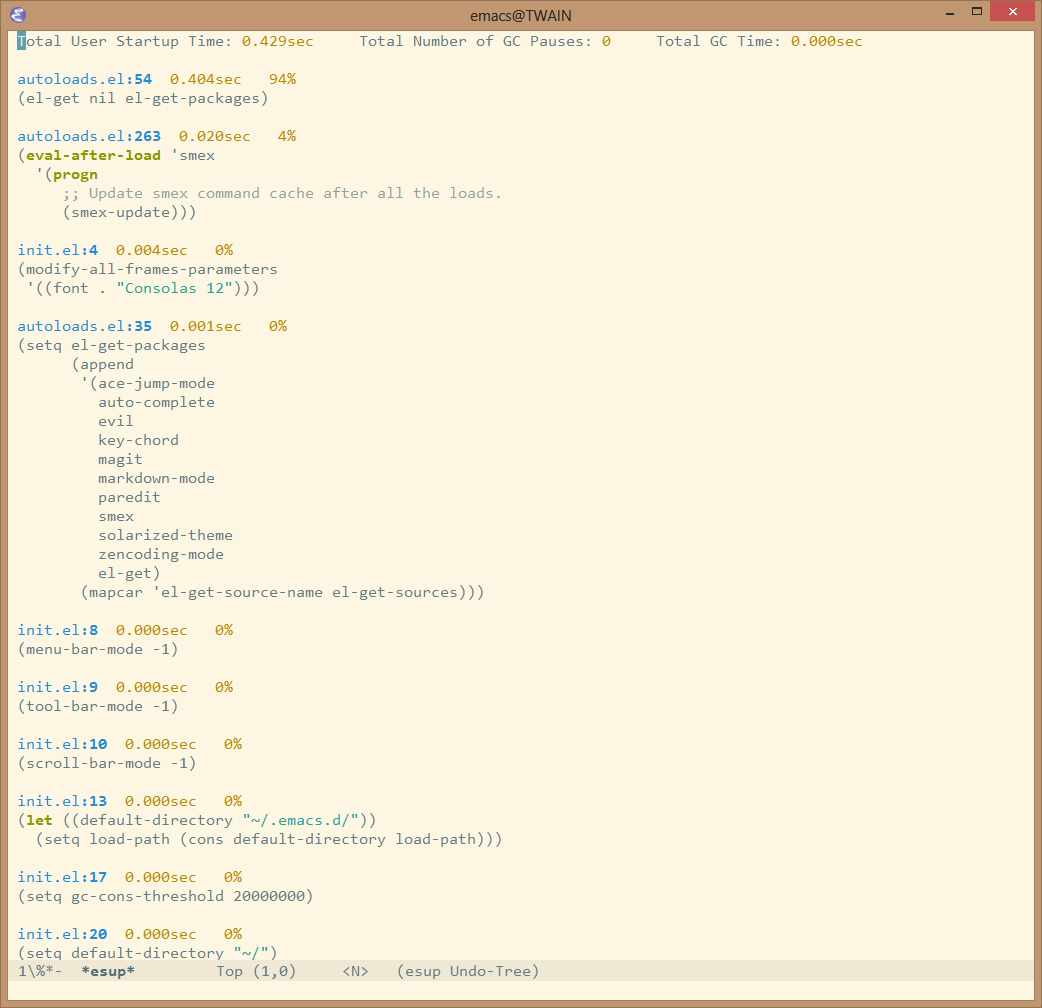 emacs@TWAIN
Total User Startup Time: 0.429sec     Total Number of GC Pauses: 0     Total GC Time: 0.000sec

autoloads.el:54  0.404sec   94%
(el-get nil el-get-packages)

autoloads.el:263  0.020sec   4%
(eval-after-load 'smex
  '(progn
     ;; Update smex command cache after all the loads.
     (smex-update)))

init.el:4  0.004sec   0%
(modify-all-frames-parameters
 '((font . "Consolas 12")))

autoloads.el:35  0.001sec   0%
(setq el-get-packages
      (append
       '(ace-jump-mode
         auto-complete
         evil
         key-chord
         magit
         markdown-mode
         paredit
         smex
         solarized-theme
         zencoding-mode
         el-get)
       (mapcar 'el-get-source-name el-get-sources)))

init.el:8  0.000sec   0%
(menu-bar-mode -1)

init.el:9  0.000sec   0%
(tool-bar-mode -1)

init.el:10  0.000sec   0%
(scroll-bar-mode -1)

init.el:13  0.000sec   0%
(let ((default-directory "~/.emacs.d/"))
  (setq load-path (cons default-directory load-path)))

init.el:17  0.000sec   0%
(setq gc-cons-threshold 20000000)

init.el:20  0.000sec   0%
(setq default-directory "~/")
1\%*-  *esup*         Top (1,0)     <N>   (esup Undo-Tree)